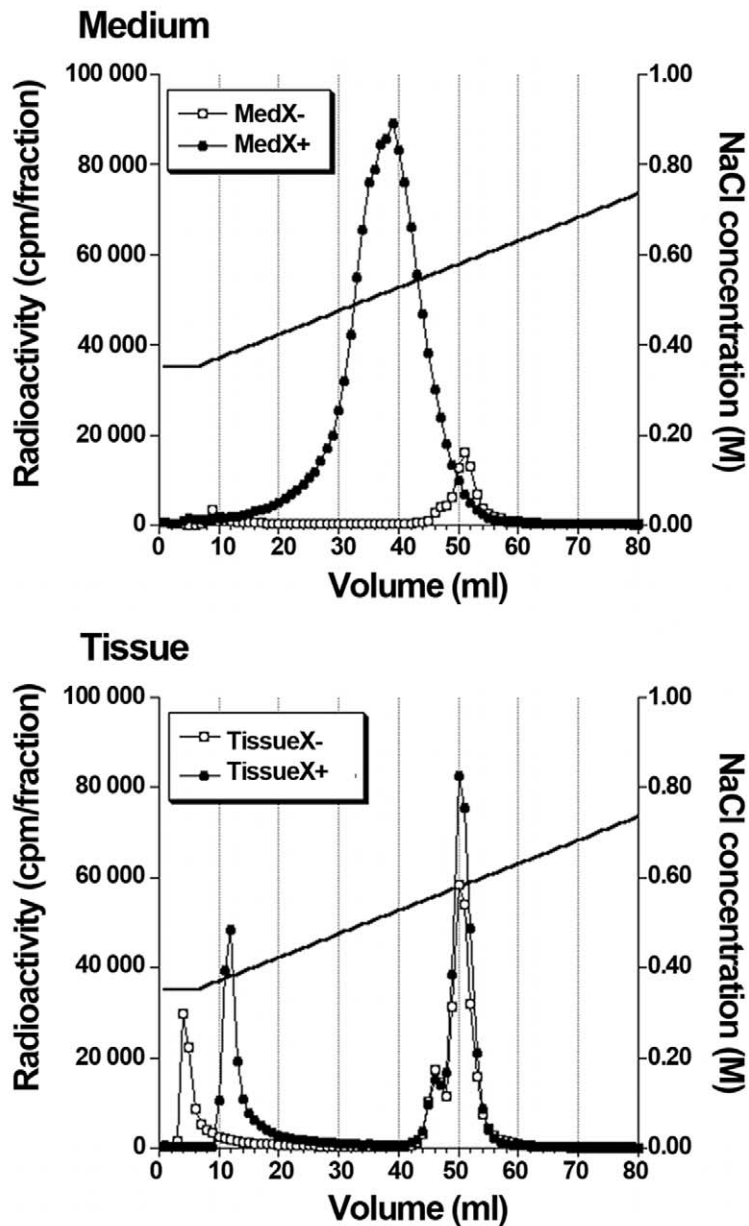 Medium
Radioactivity (cpm/fraction)
100 000
80 000
60 000
40 000
20 000
0
MedX-
MedX+
1.00
0.80
0.60
0.40
0.20
0.00
NaCl concentration (M)
0 10 20 30 40 50 60 70 80
Volume (ml)
Tissue
Radioactivity (cpm/fraction)
100 000
80 000
60 000
40 000
20 000
0
TissueX-
TissueX+
1.00
0.80
0.60
0.40
0.20
0.00
NaCl concentration (M)
0 10 20 30 40 50 60 70 80
Volume (ml)